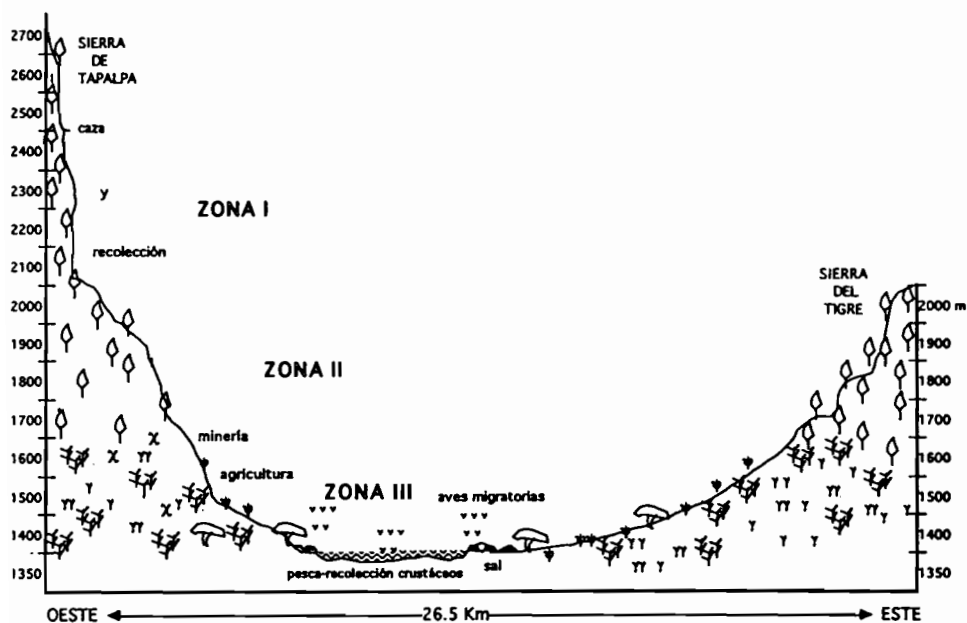 2700
2600
2500
2400
2300
2200
2100
2000
1900
1800
1700
1600
1500
1400
1350
SIERRA
DE
TAPALPA
caza
y
recolección
ZONA I
ZONA II
minería
agricultura
ZONA III
aves migratorias
pesca-recolección crustáceos
sal
SIERRA
DEL
TIGRE
2000 m
1900
1800
1700
1600
1500
1400
1350
OESTE
26.5 Km
ESTE